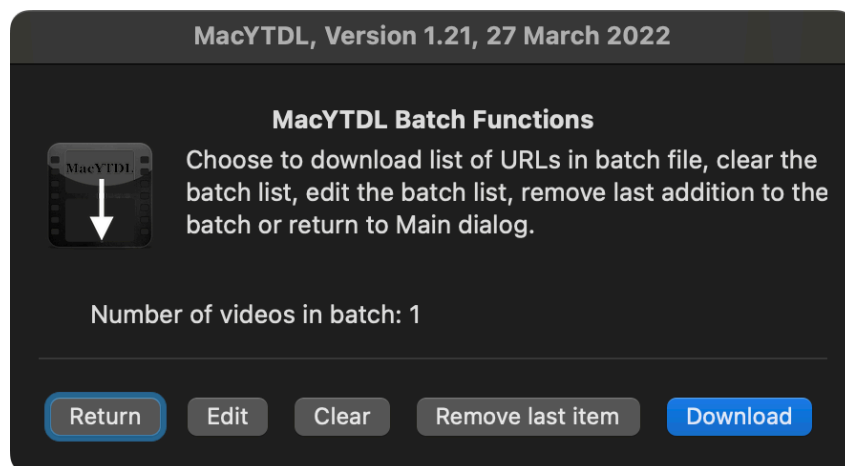 MacYTDL, Version 1.21, 27 March 2022
MacYTDL Batch Functions
MacYTDL
Choose to download list of URLs in batch file, clear the
batch list, edit the batch list, remove last addition to the
batch or return to Main dialog.
Number of videos in batch: 1
Return Edit Clear Remove last item Download